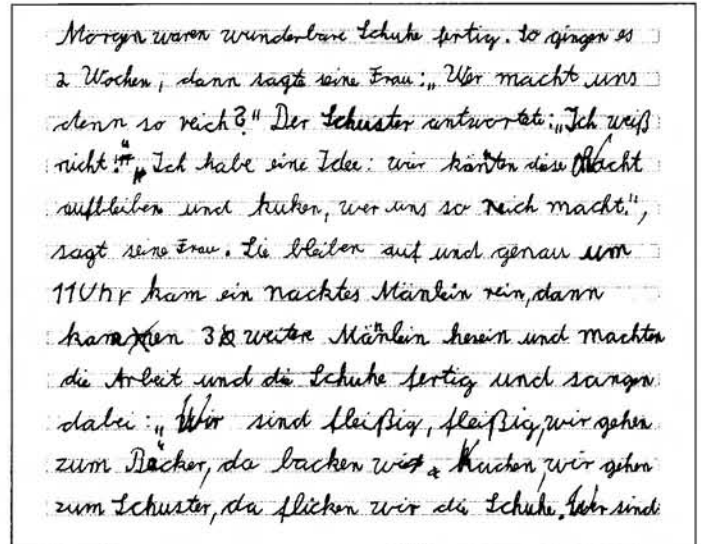 Morgen waren wunderbare Schuhe fertig. So gingen es
2 Wochen, dann sagte seine Frau: „Wer macht uns
denn so reich?" Der Schuster antwortete: „Ich weiß
nicht!" „Ich habe eine Idee: wir könten diese Nacht
aufbleiben und kuken, wer uns so reich macht.",
sagt seine Frau. Sie bleiben auf und genau um
11 Uhr kam ein nacktes Mänlein rein, dann
kamen 3 weitere Mänlein herein und machten
die Arbeit und die Schuhe fertig und sangen
dabei: „Wir sind fleißig, fleißig, wir gehen
zum Bäcker, da backen wir Kuchen, wir gehen
zum Schuster, da flicken wir die Schuhe. Wir sind